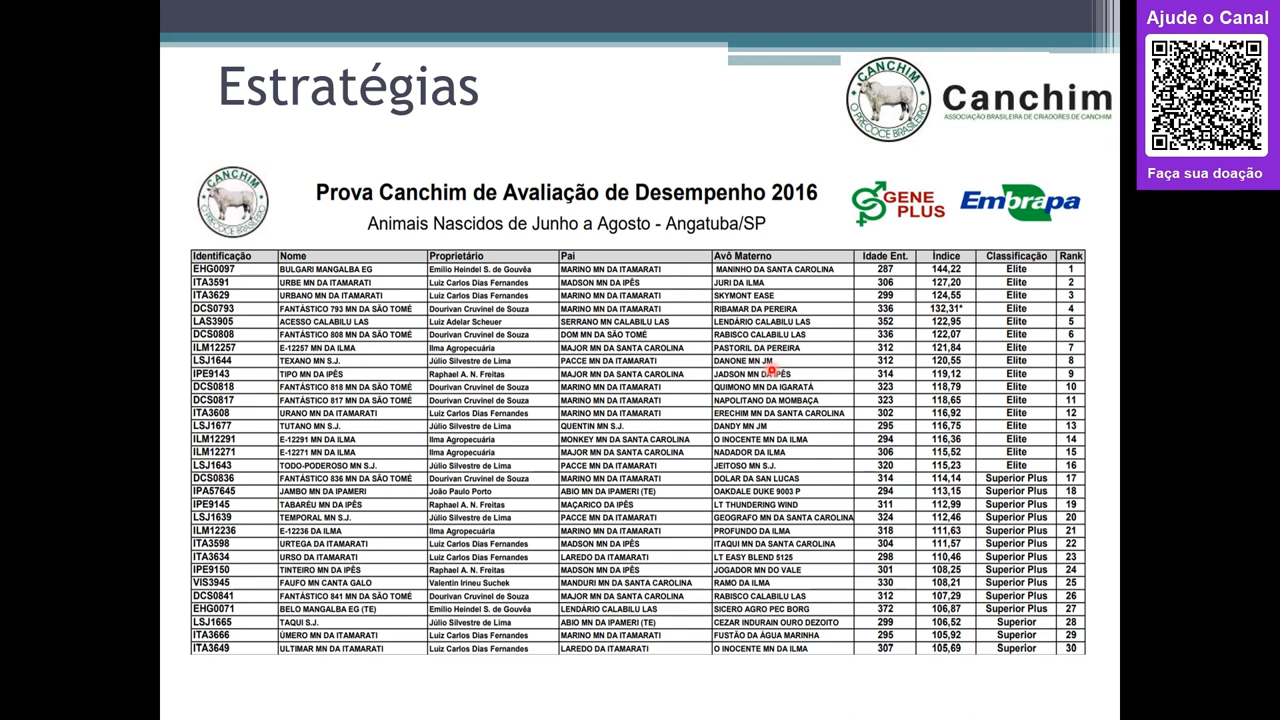 Ajude o Canal
Faça sua doação
Estratégias
CANCHIM
O PRECOCE BRASILEIRO
Canchim
ASSOCIAÇÃO BRASILEIRA DE CRIADORES DE CANCHIM
CANCHIM
O PRECOCE BRASILEIRO
Prova Canchim de Avaliação de Desempenho 2016
Animais Nascidos de Junho a Agosto - Angatuba/SP
GENE PLUS
Embrapa
Identificação Nome Proprietário Pai Avô Materno Idade Ent. Índice Classificação Rank
EHG0097 BULGARI MANGALBA EG Emílio Heindel S. de Gouvêa MARINO MN DA ITAMARATI MANINHO DA SANTA CAROLINA 287 144,22 Elite 1
ITA3591 URBE MN DA ITAMARATI Luiz Carlos Dias Fernandes MADSON MN DA IPÊS JURI DA ILMA 306 127,20 Elite 2
ITA3629 URBANO MN DA ITAMARATI Luiz Carlos Dias Fernandes MARINO MN DA ITAMARATI SKYMONT EASE 299 124,55 Elite 3
DCS0793 FANTÁSTICO 793 MN DA SÃO TOMÉ Dourivan Cruvinel de Souza MARINO MN DA ITAMARATI RIBAMAR DA PEREIRA 336 132,31* Elite 4
LAS3905 ACESSO CALABILU LAS Luiz Adelar Scheuer SERRANO MN CALABILU LAS LENDÁRIO CALABILU LAS 352 122,95 Elite 5
DCS0808 FANTÁSTICO 808 MN DA SÃO TOMÉ Dourivan Cruvinel de Souza DOM MN DA SÃO TOMÉ RABISCO CALABILU LAS 336 122,07 Elite 6
ILM12257 E-12257 MN DA ILMA Ilma Agropecuária MAJOR MN DA SANTA CAROLINA PASTORIL DA PEREIRA 312 121,84 Elite 7
LSJ1644 TEXANO MN S.J. Júlio Silvestre de Lima PACCE MN DA ITAMARATI DANONE MN JM 312 120,55 Elite 8
IPE9143 TIPO MN DA IPÊS Raphael A. N. Freitas MAJOR MN DA SANTA CAROLINA JADSON MN DA IPÊS 314 119,12 Elite 9
DCS0818 FANTÁSTICO 818 MN DA SÃO TOMÉ Dourivan Cruvinel de Souza MARINO MN DA ITAMARATI QUIMONO MN DA IGARATÁ 323 118,79 Elite 10
DCS0817 FANTÁSTICO 817 MN DA SÃO TOMÉ Dourivan Cruvinel de Souza MARINO MN DA ITAMARATI NAPOLITANO DA MOMBAÇA 323 118,65 Elite 11
ITA3608 URANO MN DA ITAMARATI Luiz Carlos Dias Fernandes MARINO MN DA ITAMARATI ERECHIM MN DA SANTA CAROLINA 302 116,92 Elite 12
LSJ1677 TUTANO MN S.J. Júlio Silvestre de Lima QUENTIN MN S.J. DANDY MN JM 295 116,75 Elite 13
ILM12291 E-12291 MN DA ILMA Ilma Agropecuária MONKEY MN DA SANTA CAROLINA O INOCENTE MN DA ILMA 294 116,36 Elite 14
ILM12271 E-12271 MN DA ILMA Ilma Agropecuária MAJOR MN DA SANTA CAROLINA NADADOR DA ILMA 306 115,52 Elite 15
LSJ1643 TODO-PODEROSO MN S.J. Júlio Silvestre de Lima PACCE MN DA ITAMARATI JEITOSO MN S.J. 320 115,23 Elite 16
DCS0836 FANTÁSTICO 836 MN DA SÃO TOMÉ Dourivan Cruvinel de Souza MARINO MN DA ITAMARATI DOLAR DA SAN LUCAS 314 114,14 Superior Plus 17
IPA57645 JAMBO MN DA IPAMERI João Paulo Porto ABIO MN DA IPAMERI (TE) OAKDALE DUKE 9003 P 294 113,15 Superior Plus 18
IPE9145 TABARÉU MN DA IPÊS Raphael A. N. Freitas MAÇARICO DA IPÊS LT THUNDERING WIND 311 112,99 Superior Plus 19
LSJ1639 TEMPORAL MN S.J. Júlio Silvestre de Lima PACCE MN DA ITAMARATI GEOGRAFO MN DA SANTA CAROLINA 324 112,46 Superior Plus 20
ILM12236 E-12236 DA ILMA Ilma Agropecuária MARINO MN DA ITAMARATI PROFUNDO DA ILMA 318 111,63 Superior Plus 21
ITA3598 URTEGA DA ITAMARATI Luiz Carlos Dias Fernandes MADSON MN DA IPÊS ITAQUI MN DA SANTA CAROLINA 304 111,57 Superior Plus 22
ITA3634 URSO DA ITAMARATI Luiz Carlos Dias Fernandes LAREDO DA ITAMARATI LT EASY BLEND 5125 298 110,46 Superior Plus 23
IPE9150 TINTEIRO MN DA IPÊS Raphael A. N. Freitas MARINO MN DA ITAMARATI JOGADOR MN DO VALE 301 108,25 Superior Plus 24
VIS3945 FAUFO MN CANTA GALO Valentin Irineu Suchek MANDURI MN DA SANTA CAROLINA RAMO DA ILMA 330 108,21 Superior Plus 25
DCS0841 FANTÁSTICO 841 MN DA SÃO TOMÉ Dourivan Cruvinel de Souza MAJOR MN DA SANTA CAROLINA RABISCO CALABILU LAS 312 107,29 Superior Plus 26
EHG0071 BELO MANGALBA EG (TE) Emílio Heindel S. de Gouvêa LENDÁRIO CALABILU LAS SICERO AGRO PEC BORG 372 106,87 Superior Plus 27
LSJ1665 TAQUI S.J. Júlio Silvestre de Lima ABIO MN DA IPAMERI (TE) CEZAR INDURAIN OURO DEZOITO 299 106,52 Superior 28
ITA3666 ÚMERO MN DA ITAMARATI Luiz Carlos Dias Fernandes MARINO MN DA ITAMARATI FUSTÃO DA ÁGUA MARINHA 295 105,92 Superior 29
ITA3649 ULTIMAR MN DA ITAMARATI Luiz Carlos Dias Fernandes LAREDO DA ITAMARATI O INOCENTE MN DA ILMA 307 105,69 Superior 30